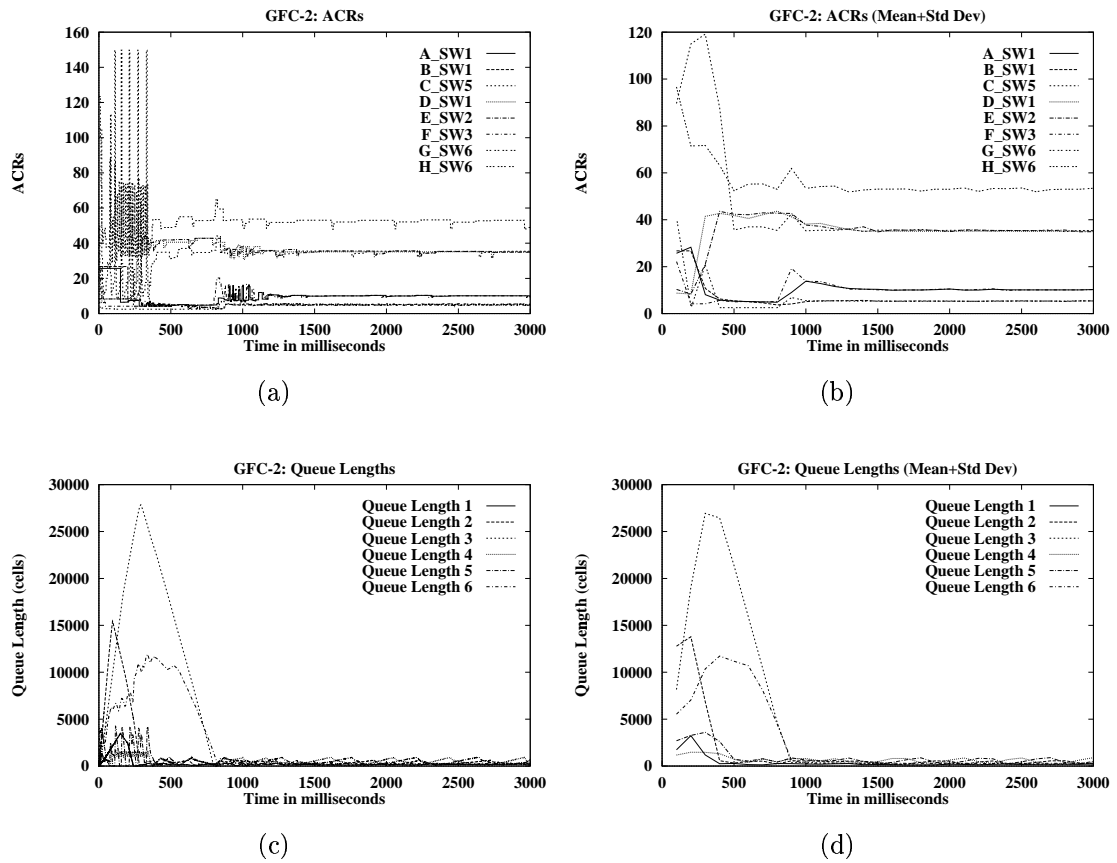 GFC-2: ACRs
160
140
120
100
80
60
40
20
0
ACRs
0 500 1000 1500 2000 2500 3000
Time in milliseconds
A_SW1
B_SW1
C_SW5
D_SW1
E_SW2
F_SW3
G_SW6
H_SW6
(a)
GFC-2: ACRs (Mean+Std Dev)
120
100
80
60
40
20
0
ACRs
0 500 1000 1500 2000 2500 3000
Time in milliseconds
A_SW1
B_SW1
C_SW5
D_SW1
E_SW2
F_SW3
G_SW6
H_SW6
(b)
GFC-2: Queue Lengths
30000
25000
20000
15000
10000
5000
0
Queue Length (cells)
0 500 1000 1500 2000 2500 3000
Time in milliseconds
Queue Length 1
Queue Length 2
Queue Length 3
Queue Length 4
Queue Length 5
Queue Length 6
(c)
GFC-2: Queue Lengths (Mean+Std Dev)
30000
25000
20000
15000
10000
5000
0
Queue Length (cells)
0 500 1000 1500 2000 2500 3000
Time in milliseconds
Queue Length 1
Queue Length 2
Queue Length 3
Queue Length 4
Queue Length 5
Queue Length 6
(d)